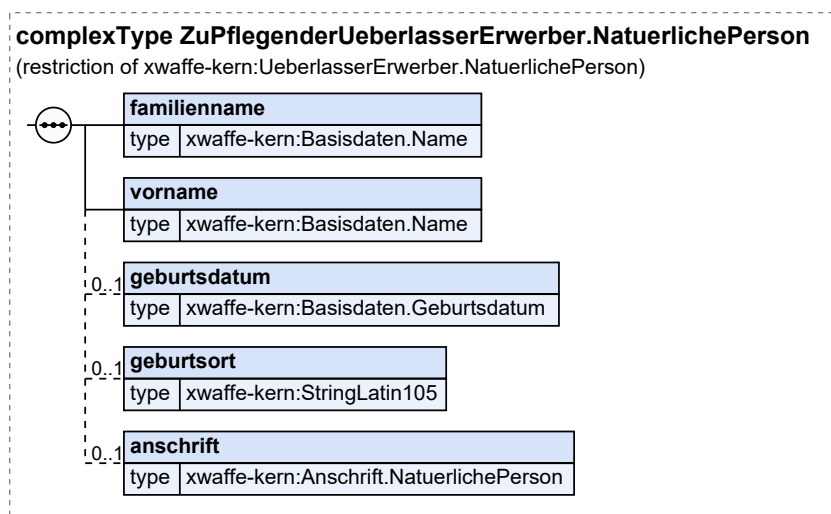 complexType ZuPflegenderUeberlasserErwerber.NatuerlichePerson
(restriction of xwaffe-kern:UeberlasserErwerber.NatuerlichePerson)
familienname
type xwaffe-kern:Basisdaten.Name
vorname
type xwaffe-kern:Basisdaten.Name
0..1 geburtsdatum
type xwaffe-kern:Basisdaten.Geburtsdatum
0..1 geburtsort
type xwaffe-kern:StringLatin105
0..1 anschrift
type xwaffe-kern:Anschrift.NatuerlichePerson